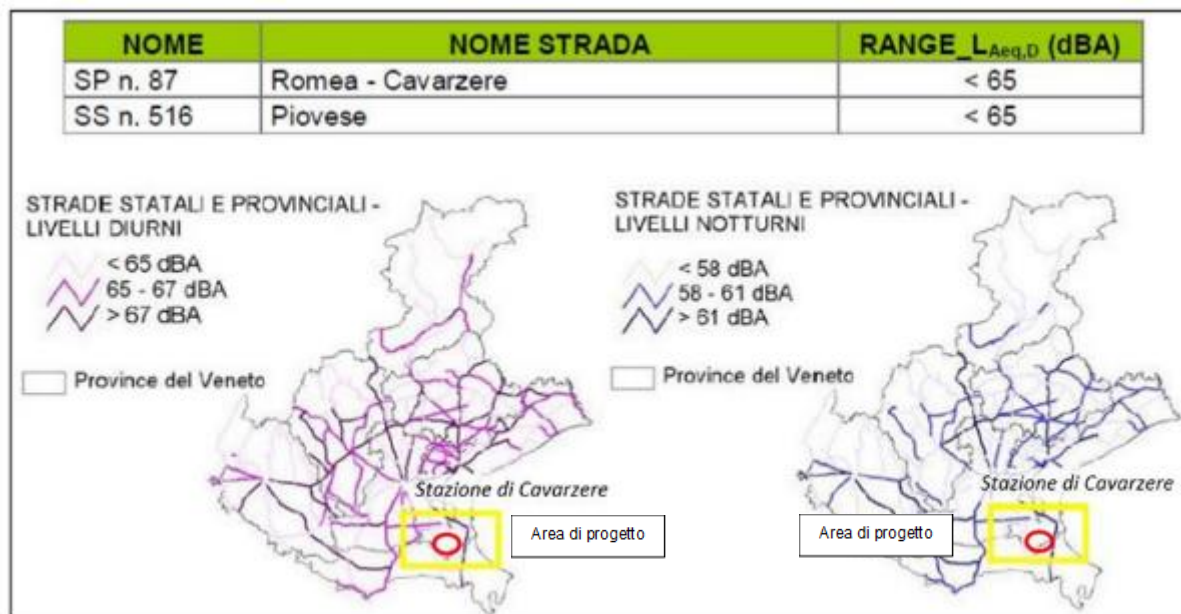 NOME NOME STRADA RANGE_LAeq,D (dBA)
SP n. 87 Romea - Cavarzere < 65
SS n. 516 Piovese < 65
STRADE STATALI E PROVINCIALI -
LIVELLI DIURNI
< 65 dBA
65 - 67 dBA
> 67 dBA
Province del Veneto
Stazione di Cavarzere
Area di progetto
STRADE STATALI E PROVINCIALI -
LIVELLI NOTTURNI
< 58 dBA
58 - 61 dBA
> 61 dBA
Province del Veneto
Stazione di Cavarzere
Area di progetto